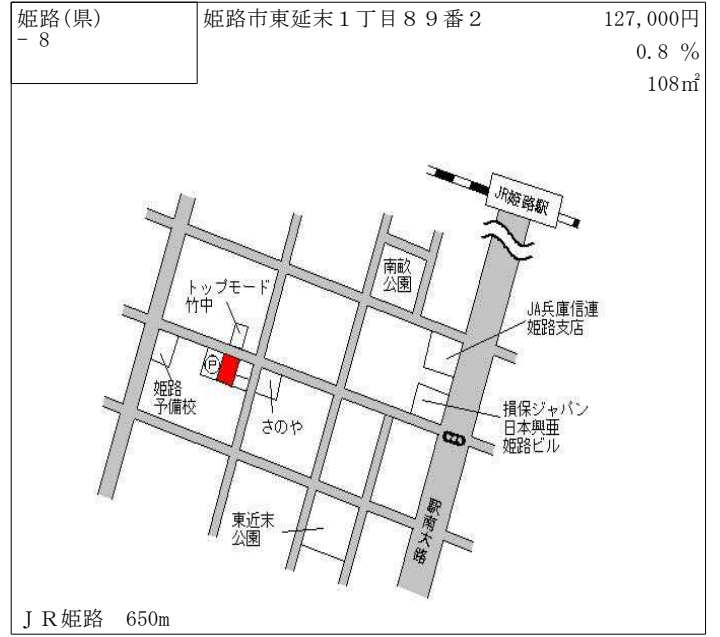 姫路(県)
- 8
姫路市東延末１丁目８９番２
127,000円
0.8 %
108㎡
JR姫路駅
南畝
公園
トップモード
竹中
JA兵庫信連
姫路支店
P
姫路
予備校
さのや
損保ジャパン
日本興亜
姫路ビル
駅南大路
東近末
公園
ＪＲ姫路 650m